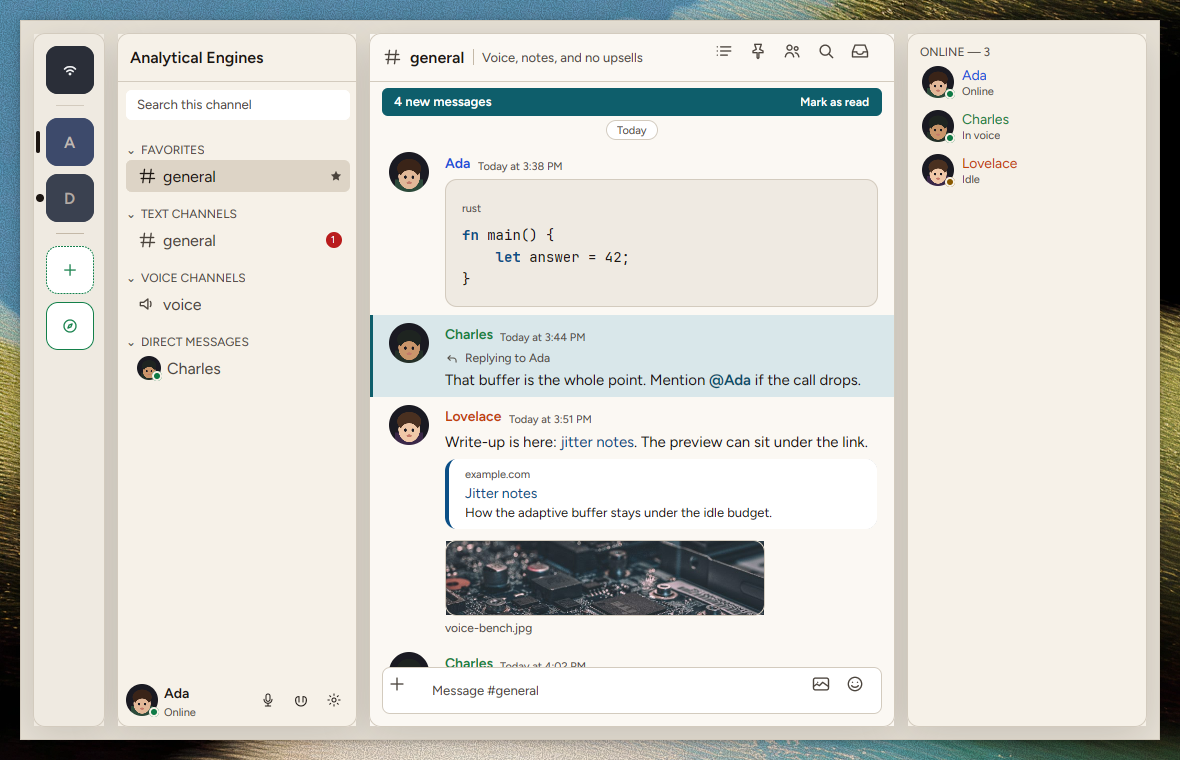 Analytical Engines
# general
Voice, notes, and no upsells
ONLINE — 3
Search this channel
4 new messages
Mark as read
Today
A
D
FAVORITES
# general
TEXT CHANNELS
# general
1
VOICE CHANNELS
voice
DIRECT MESSAGES
Charles
Ada
Online
Ada Today at 3:38 PM
rust
fn main() {
    let answer = 42;
}
Charles Today at 3:44 PM
Replying to Ada
That buffer is the whole point. Mention @Ada if the call drops.
Lovelace Today at 3:51 PM
Write-up is here: jitter notes. The preview can sit under the link.
example.com
Jitter notes
How the adaptive buffer stays under the idle budget.
voice-bench.jpg
Charles Today at 4:02 PM
Message #general
Ada
Online
Charles
In voice
Lovelace
Idle